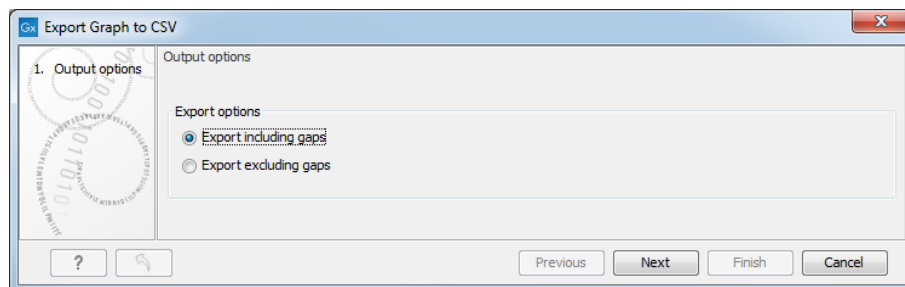 Gx Export Graph to CSV
1. Output options
Output options
Export options
Export including gaps
Export excluding gaps
? Previous Next Finish Cancel